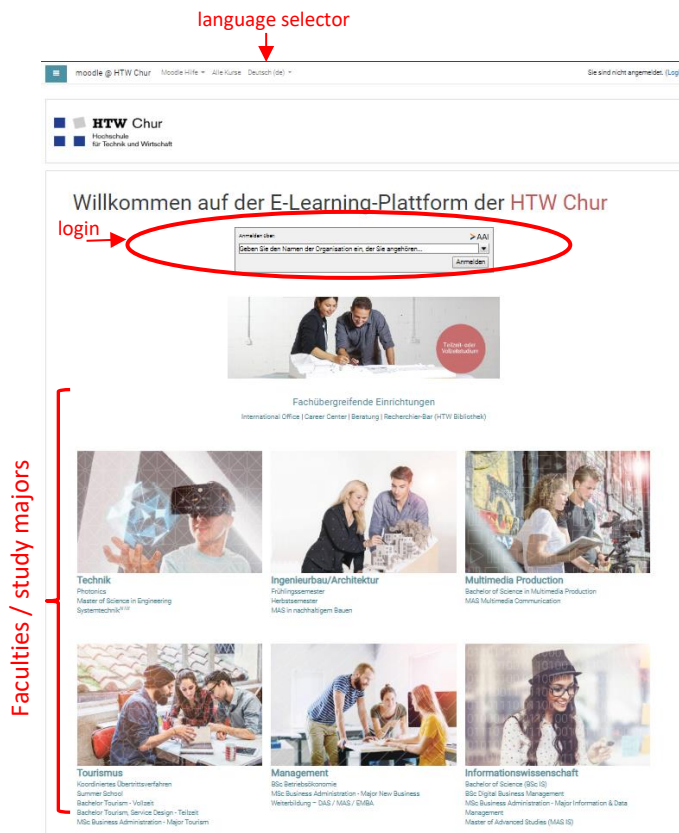 language selector
moodle @ HTW Chur Moodle Hilfe Alle Kurse Deutsch (de) Sie sind nicht angemeldet. (Logi
HTW Chur
Hochschule
für Technik und Wirtschaft
Willkommen auf der E-Learning-Plattform der HTW Chur
login
Anmelden über: AAI
Geben Sie den Namen der Organisation ein, der Sie angehören...
Anmelden
Teilzeit- oder
Vollzeitstudium
Fachübergreifende Einrichtungen
International Office | Career Center | Beratung | Recherchier-Bar (HTW Bibliothek)
Faculties / study majors
Technik
Photonics
Master of Science in Engineering
Systemtechnik
Ingenieurbau/Architektur
Frühlingssemester
Herbstsemester
MAS in nachhaltigem Bauen
Multimedia Production
Bachelor of Science in Multimedia Production
MAS Multimedia Communication
Tourismus
Koordiniertes Übertrittsverfahren
Summer School
Bachelor Tourism - Vollzeit
Bachelor Tourism, Service Design - Teilzeit
MSc Business Administration - Major Tourism
Management
BSc Betriebsökonomie
MSc Business Administration - Major New Business
Weiterbildung – DAS / MAS / EMBA
Informationswissenschaft
Bachelor of Science (BSc IS)
BSc Digital Business Management
MSc Business Administration - Major Information & Data
Management
Master of Advanced Studies (MAS IS)